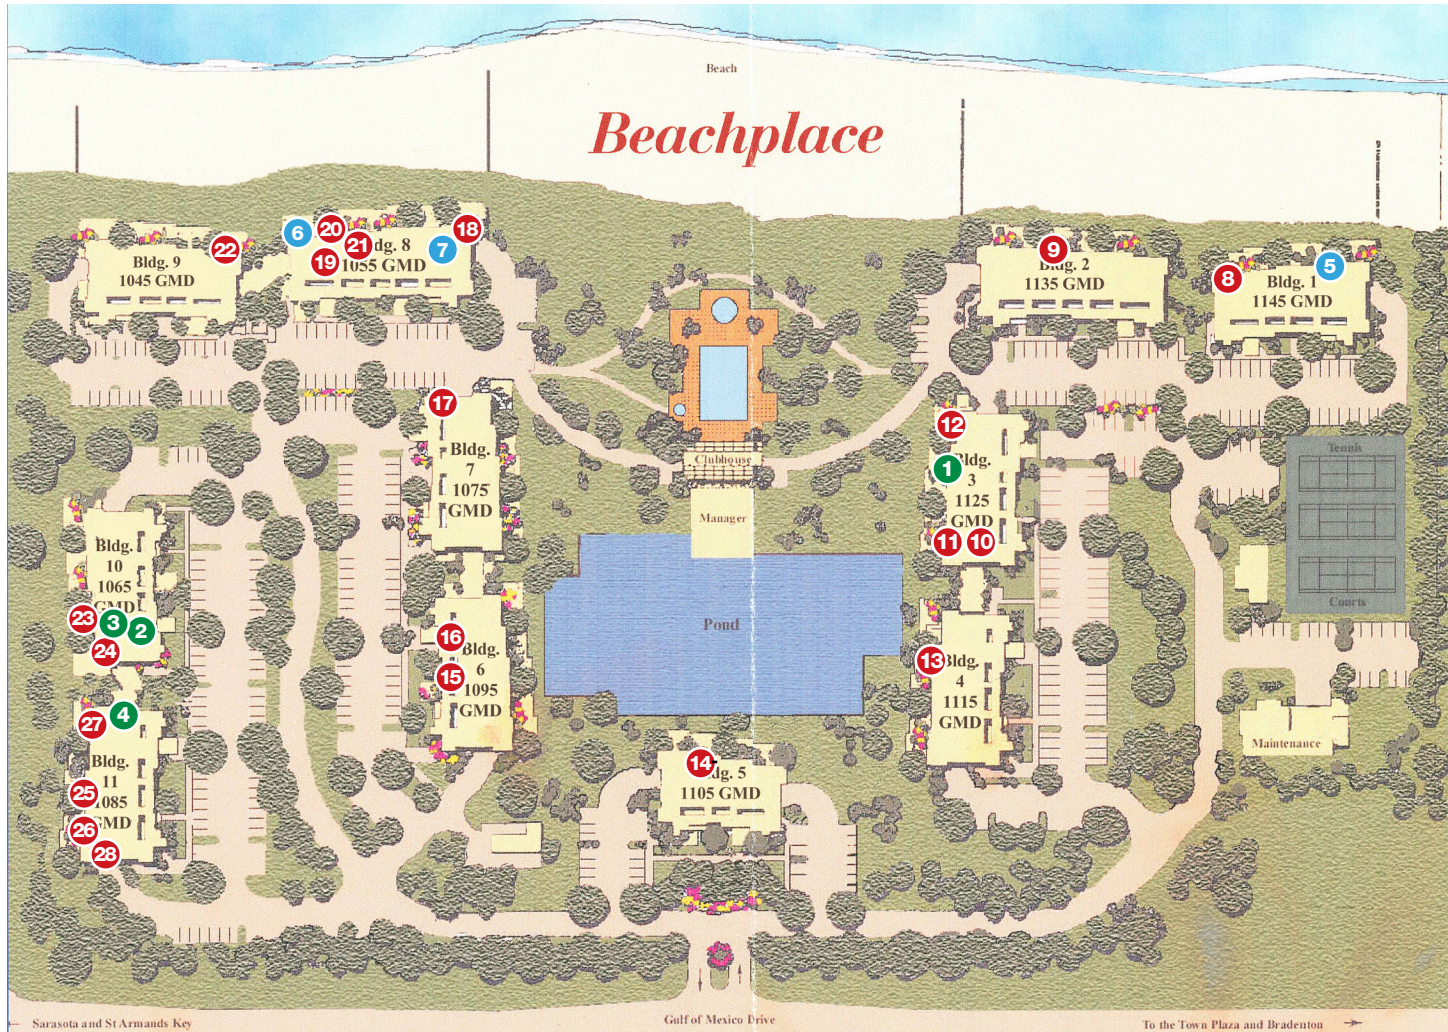 Beach
Beachplace
6
20
18
22
21
7
9
8
5
19
dg. 8
1055 GMD
Bldg. 9
1045 GMD
Bldg. 2
1135 GMD
Bldg. 1
1145 GMD
17
12
Bldg.
7
1075
GMD
Clubhouse
Manager
1
ldg.
3
1125
GMD
11
10
Tennis
Courts
Bldg.
10
1065
GMD
23
3
2
24
Pond
16
15
Bldg.
6
1095
GMD
13
Bldg.
4
1115
GMD
27
4
Bldg.
11
1085
GMD
25
26
28
14
dg. 5
1105 GMD
Maintenance
Sarasota and St Armands Key
Gulf of Mexico Drive
To the Town Plaza and Bradenton